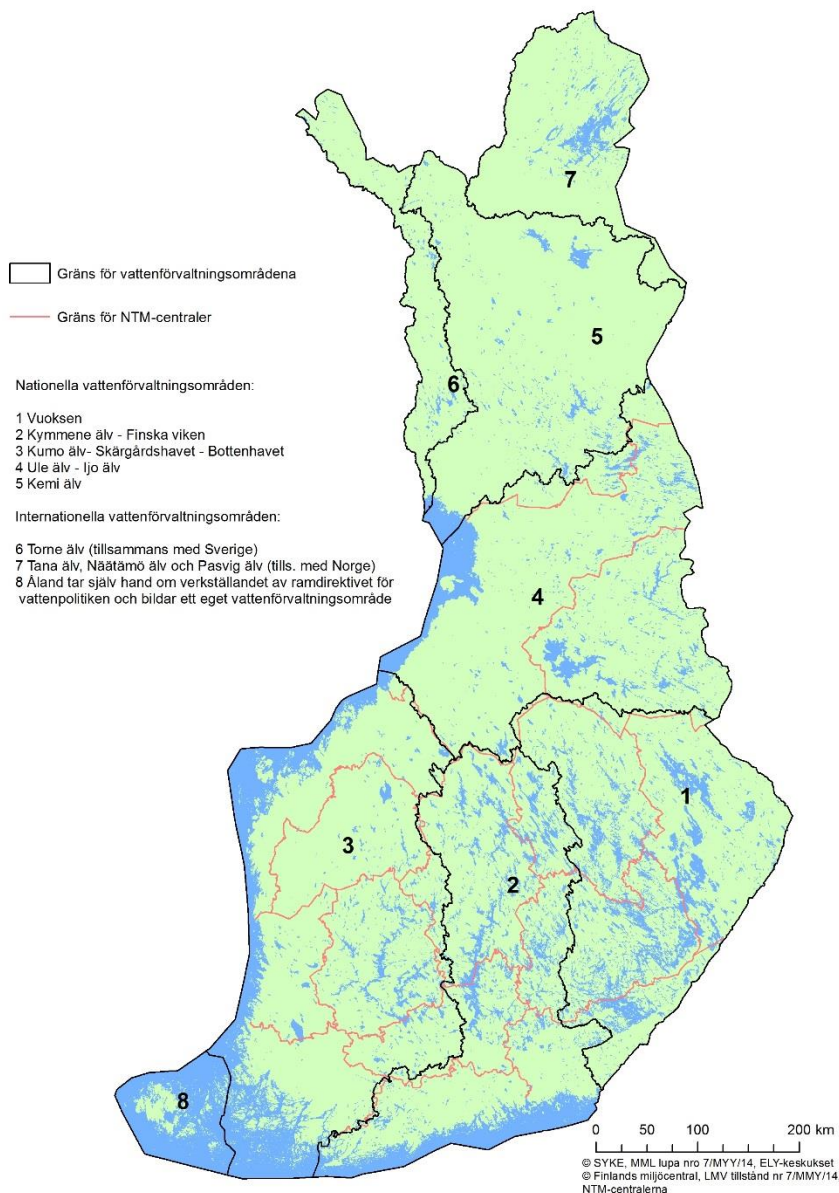 Gräns för vattenförvaltningsområdena
Gräns för NTM-centraler
Nationella vattenförvaltningsområden:
1 Vuoksen
2 Kymmene älv - Finska viken
3 Kumo älv- Skärgårdshavet - Bottenhavet
4 Ule älv - Ijo älv
5 Kemi älv
Internationella vattenförvaltningsområden:
6 Torne älv (tillsammans med Sverige)
7 Tana älv, Näätämö älv och Pasvig älv (tills. med Norge)
8 Åland tar själv hand om verkställandet av ramdirektivet för
vattenpolitiken och bildar ett eget vattenförvaltningsområde
7
5
6
4
1
3
2
8
0 50 100 200 km
© SYKE, MML lupa nro 7/MYY/14, ELY-keskukset
© Finlands miljöcentral, LMV tillstånd nr 7/MMY/14
NTM-centralerna